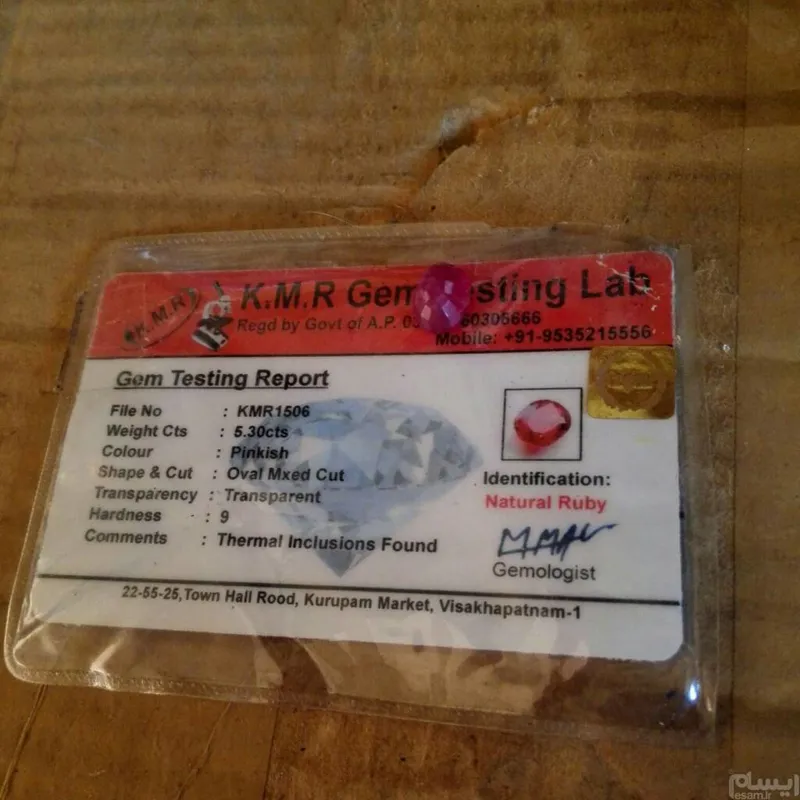 K.M.R
K.M.R Gem sting Lab
Regd by Govt of A.P. 60305666
Mobile: +91-9535215556
Gem Testing Report
File No : KMR1506
Weight Cts : 5.30cts
Colour : Pinkish
Shape & Cut : Oval Mxed Cut
Transparency : Transparent
Hardness : 9
Comments : Thermal Inclusions Found
Identification:
Natural Ruby
Gemologist
22-55-25,Town Hall Rood, Kurupam Market, Visakhapatnam-1
ایسام
esam.ir